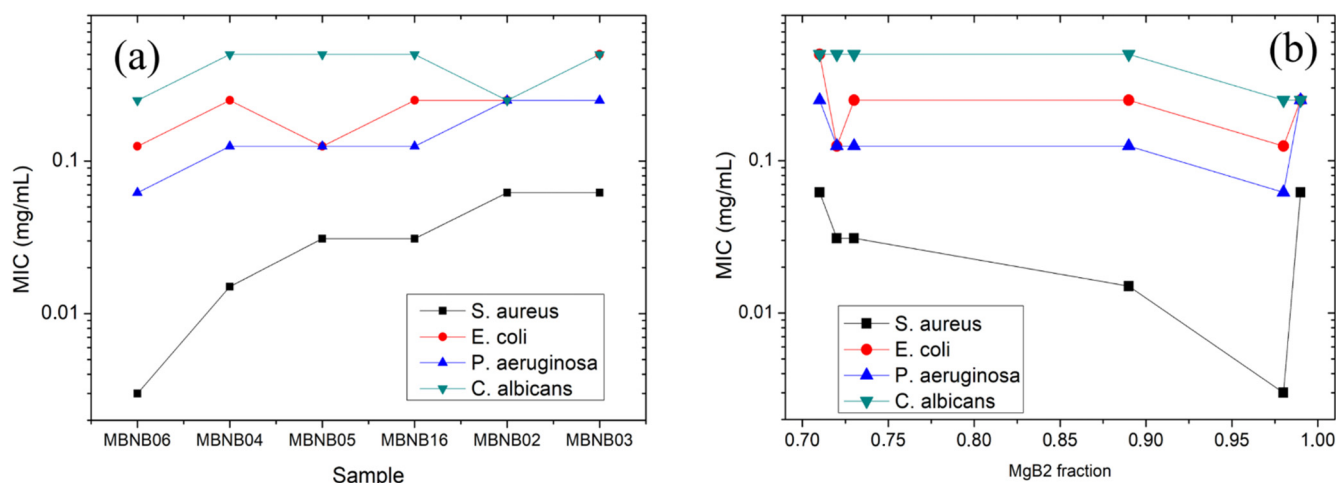 (a)
MIC (mg/mL)
0.1
0.01
S. aureus
E. coli
P. aeruginosa
C. albicans
MBNB06 MBNB04 MBNB05 MBNB16 MBNB02 MBNB03
Sample
(b)
MIC (mg/mL)
0.1
0.01
S. aureus
E. coli
P. aeruginosa
C. albicans
0.70 0.75 0.80 0.85 0.90 0.95 1.00
MgB2 fraction